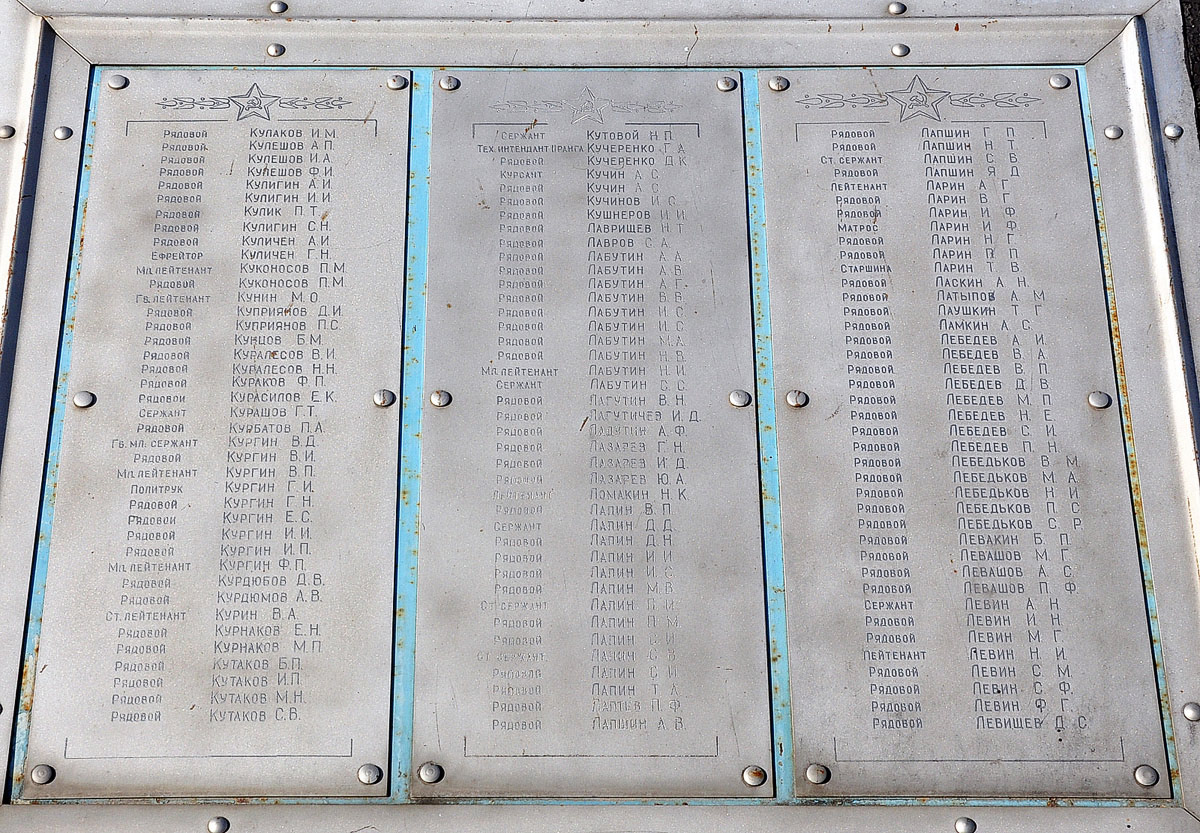 Рядовой Кулаков И.М.
Рядовой Кулешов А.П.
Рядовой Кулешов И.А.
Рядовой Кулешов Ф.И.
Рядовой Кулигин А.И.
Рядовой Кулигин И.И.
Рядовой Кулик П.Т.
Рядовой Кулигин С.Н.
Рядовой Куличен А.И.
Ефрейтор Куличен Г.Н.
Мл.лейтенант Куконосов П.М.
Рядовой Куконосов П.М.
Гв.лейтенант Кунин М.О.
Рядовой Куприянов Д.И.
Рядовой Куприянов П.С.
Рядовой Кунцов Б.М.
Рядовой Куралесов В.И.
Рядовой Куралесов Н.Н.
Рядовой Кураков Ф.П.
Рядовой Курасилов Е.К.
Сержант Курашов Г.Т.
Рядовой Курбатов П.А.
Гв.мл.сержант Кургин В.Д.
Рядовой Кургин В.И.
Мл.лейтенант Кургин В.П.
Политрук Кургин Г.И.
Рядовой Кургин Г.Н.
Рядовой Кургин Е.С.
Рядовой Кургин И.И.
Рядовой Кургин И.П.
Мл.лейтенант Кургин Ф.П.
Рядовой Курдюбов Д.В.
Рядовой Курдюмов А.В.
Ст.лейтенант Курин В.А.
Рядовой Курнаков Е.Н.
Рядовой Курнаков М.П
Рядовой Кутаков Б.П.
Рядовой Кутаков И.П.
Рядовой Кутаков М.Н.
Рядовой Кутаков С.В.
Сержант Кутовой Н.П.
Тех.интендант Iранга Кучеренко Г.А
Рядовой Кучеренко Д.К
Курсант Кучин А С
Рядовой Кучин А С
Рядовой Кучинов И С
Рядовой Кушнеров И И
Рядовой Лаврищев Н Т
Рядовой Лавров С.А.
Рядовой Лабутин А А
Рядовой Лабутин А В
Рядовой Лабутин А Г
Рядовой Лабутин В В
Рядовой Лабутин И.С
Рядовой Лабутин И.С
Рядовой Лабутин М.А
Рядовой Лабутин Н.В
Мл.лейтенант Лабутин Н.И
Сержант Лабутин С.С
Рядовой Лагутин В.Н
Рядовой Лагутичев И.Д.
Рядовой А.Ф.
Рядовой Лазарев Г.Н.
Рядовой Лазарев И.Д.
Рядовой Лазарев Ю.А.
Ломакин Н.К.
Рядовой Лапин В.П.
Сержант Лапин Д.Д.
Рядовой Лапин Д.Н
Рядовой Лапин И И
Рядовой Лапин И.С
Рядовой Лапин М.В
Ст.сержант Лапин
Рядовой Лапин П.М.
Рядовой Лапин
Ст.сержант Лапин
Рядовой Лапин С И
Рядовой Лапин Т.А.
Рядовой Лаптев П.Ф.
Рядовой Лапшин А.В.
Рядовой Лапшин Г П
Рядовой Лапшин Н Т
Ст.сержант Лапшин С В
Рядовой Лапшин Я Д
Лейтенант Ларин А Г
Рядовой Ларин В Г
Рядовой Ларин И Ф
Матрос Ларин И Ф
Рядовой Ларин Н Г
Рядовой Ларин П П
Старшина Ларин Т В
Рядовой Ласкин А Н.
Рядовой Латыпов А М
Рядовой Лаушкин Т Г
Рядовой Ламкин А С
Рядовой Лебедев А И.
Рядовой Лебедев В А.
Рядовой Лебедев В П
Рядовой Лебедев Д В
Рядовой Лебедев М П
Рядовой Лебедев Н Е.
Рядовой Лебедев С И.
Рядовой Лебедев П Н.
Рядовой Лебедьков В М.
Рядовой Лебедьков М А.
Рядовой Лебедьков Н И
Рядовой Лебедьков П С
Рядовой Лебедьков С Р
Рядовой Левакин Б П.
Рядовой Левашов М Г.
Рядовой Левашов А С.
Рядовой Левашов П Ф.
Сержант Левин А Н
Рядовой Левин И Н.
Рядовой Левин М Г.
Лейтенант Левин Н И.
Рядовой Левин С М.
Рядовой Левин С Ф.
Рядовой Левин Ф Г.
Рядовой Левищев Д С